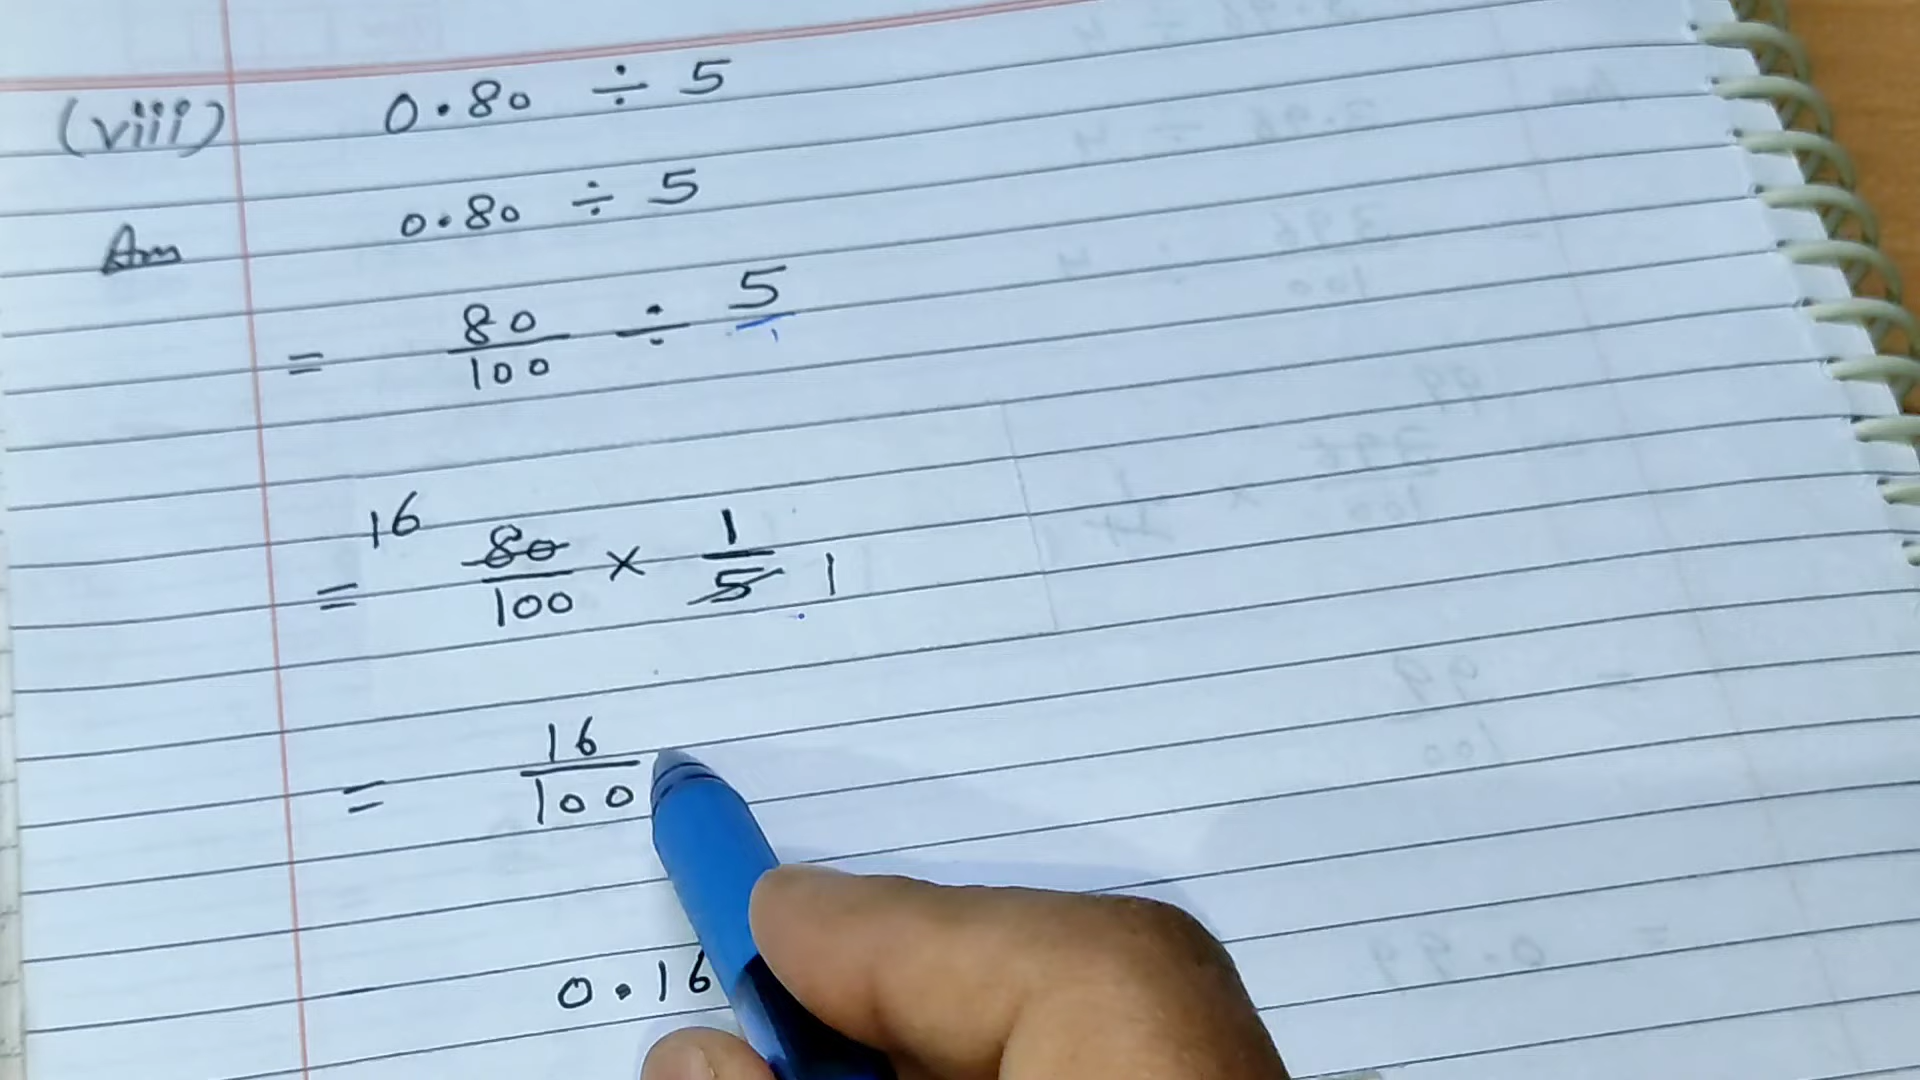 (viii) 0.80 ÷ 5
Ans 0.80 ÷ 5
= 80/100 ÷ 5/1
= 16 80/100 × 1/5 1
= 16/100
0.16